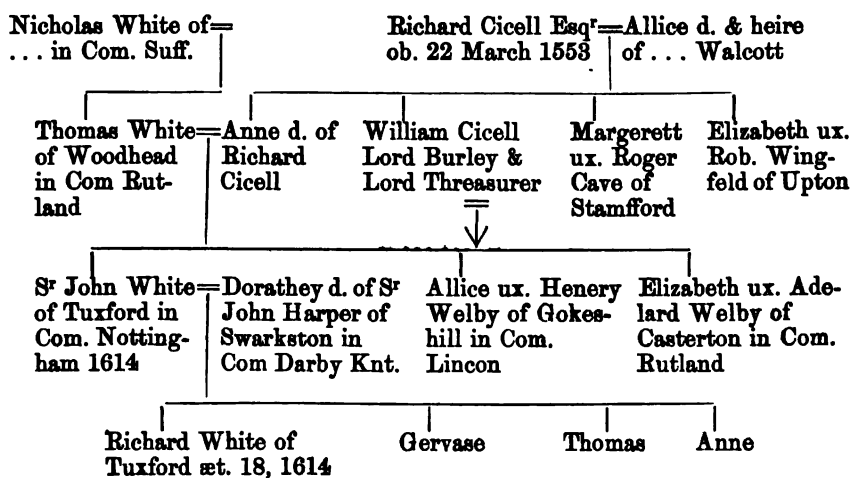 Nicholas White of=
... in Com. Suff.
Richard Cicell Esqʳ=Allice d. & heire
ob. 22 March 1553 of ... Walcott
Thomas White=Anne d. of
of Woodhead Richard
in Com Rut- Cicell
land
William Cicell
Lord Burley &
Lord Threasurer
=
Margerett
ux. Roger
Cave of
Stamfford
Elizabeth ux.
Rob. Wing-
feld of Upton
Sʳ John White=Dorathey d. of Sʳ
of Tuxford in John Harper of
Com. Notting- Swarkston in
ham 1614 Com Darby Knt.
Allice ux. Henery
Welby of Gokes-
hill in Com.
Lincon
Elizabeth ux. Ade-
lard Welby of
Casterton in Com.
Rutland
Richard White of
Tuxford æt. 18, 1614
Gervase
Thomas
Anne